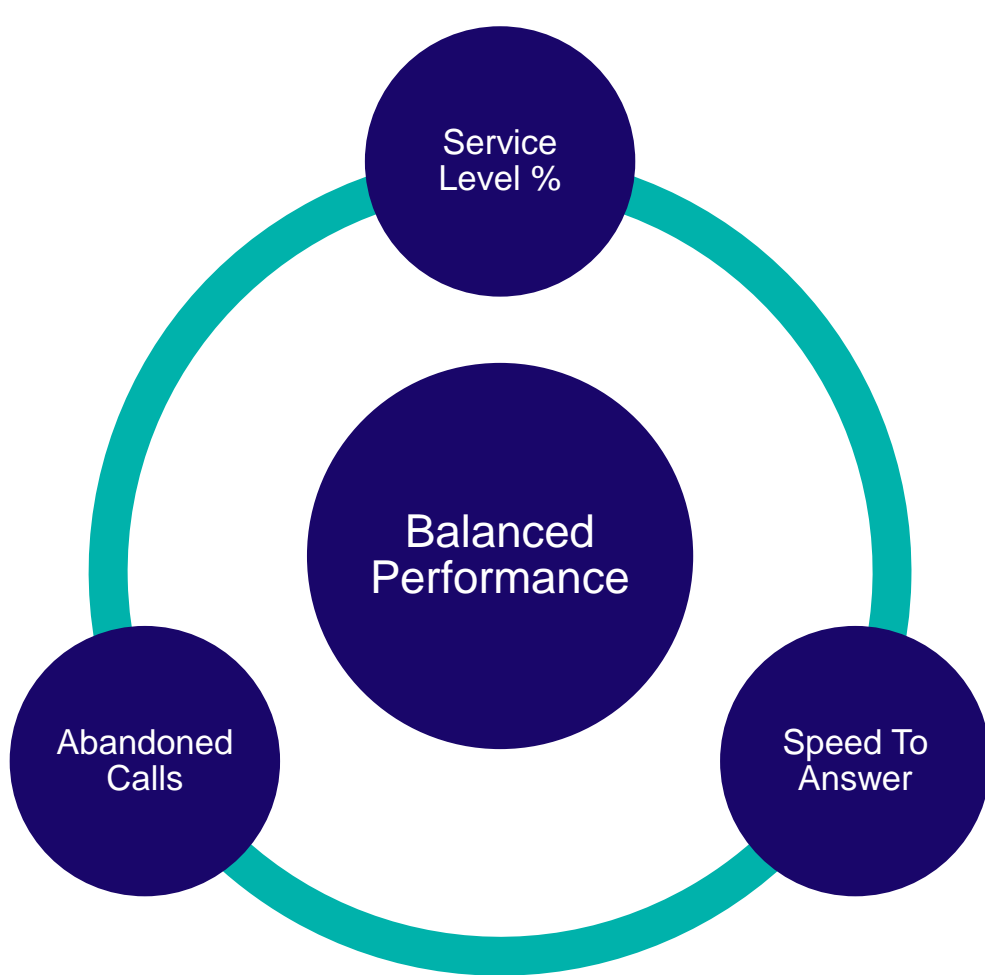 Service
Level %
Balanced
Performance
Abandoned
Calls
Speed To
Answer